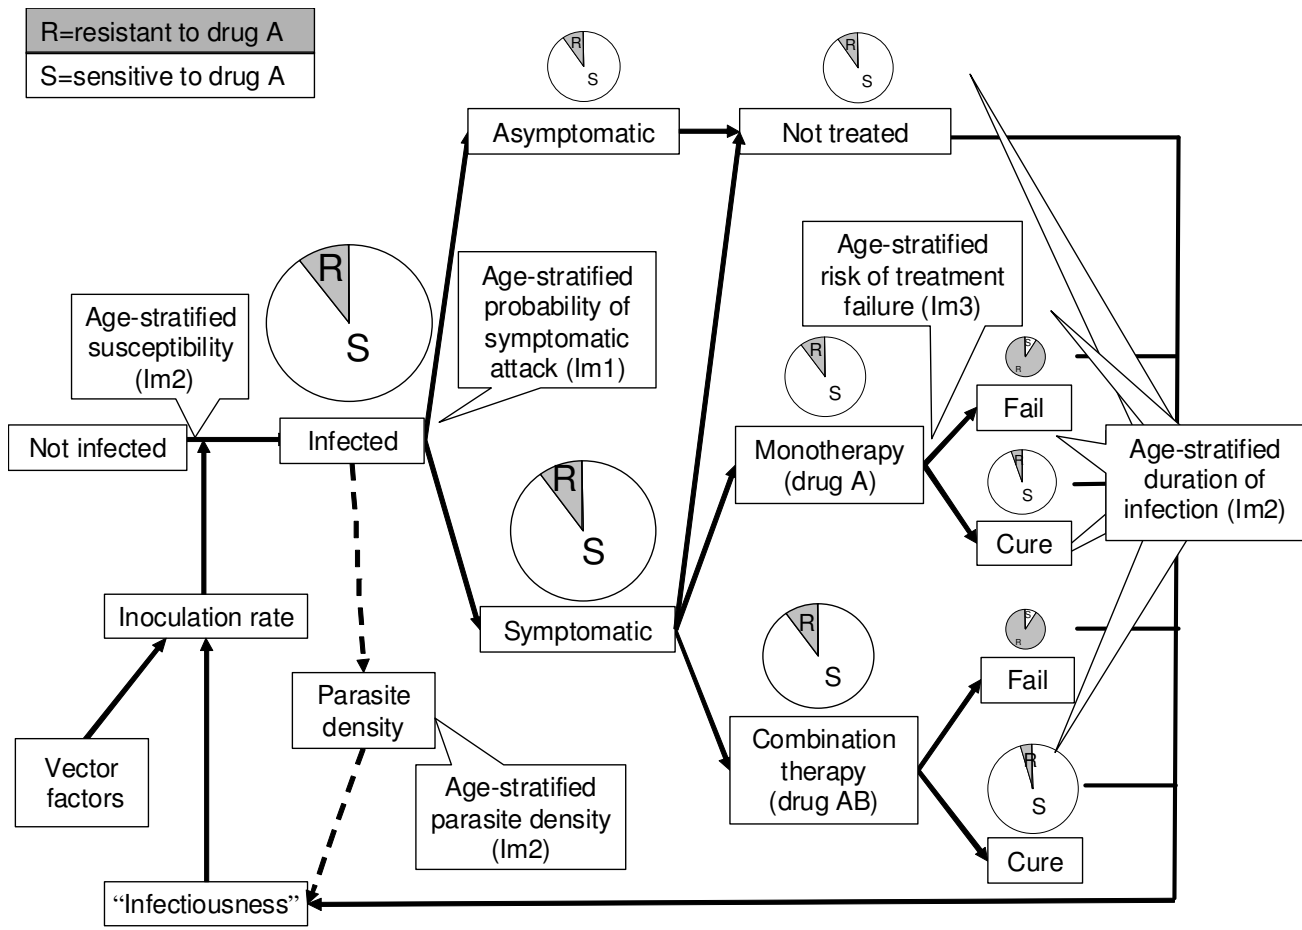 R=resistant to drug A
S=sensitive to drug A
R
S
Asymptomatic
R
S
Not treated
R
S
Infected
Age-stratified
susceptibility
(Im2)
Not infected
Age-stratified
probability of
symptomatic
attack (Im1)
Age-stratified
risk of treatment
failure (Im3)
R
S
Monotherapy
(drug A)
S
R
Fail
R
S
Cure
Age-stratified
duration of
infection (Im2)
R
S
Symptomatic
Inoculation rate
Vector
factors
Parasite
density
Age-stratified
parasite density
(Im2)
R
S
Combination
therapy
(drug AB)
S
R
Fail
R
S
Cure
“Infectiousness”